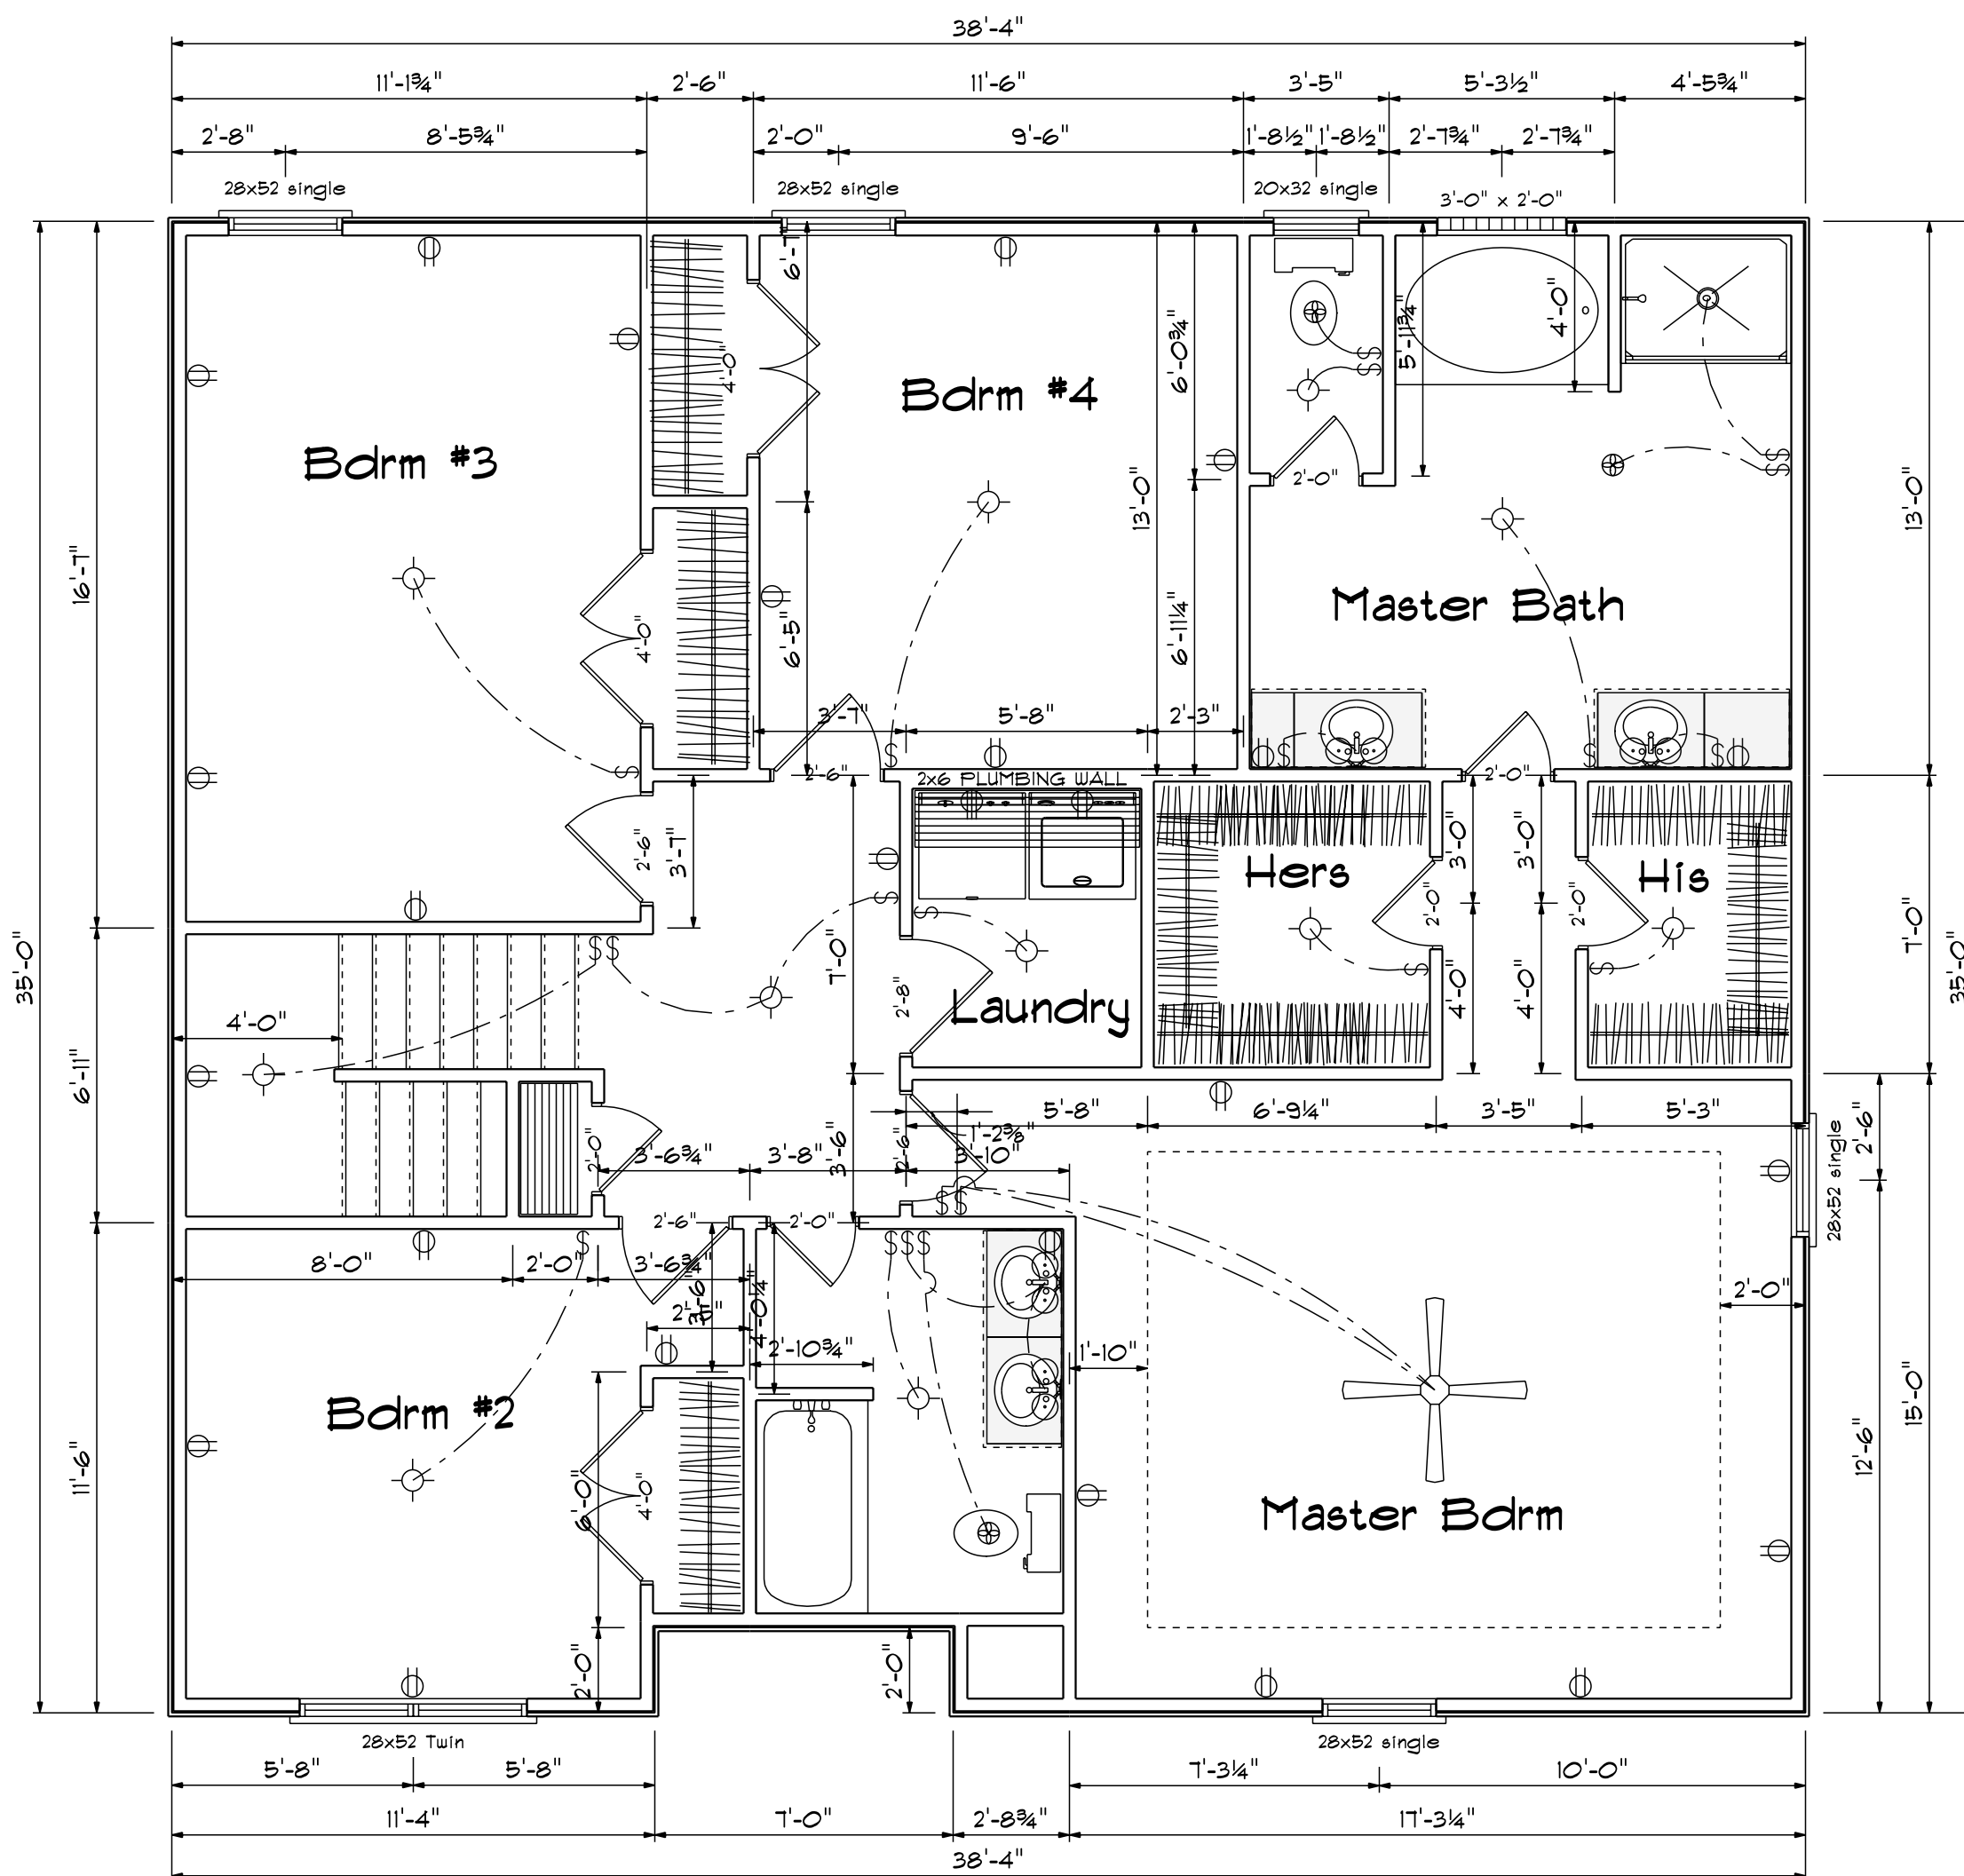 38'-4"
11'-1¾" 2'-6" 11'-6" 3'-5" 5'-3½" 4'-5¾"
2'-8" 8'-5¾" 2'-0" 9'-6" 1'-8½" 1'-8½" 2'-7¾" 2'-7¾"
28x52 single 28x52 single 20x32 single 3'-0" x 2'-0"
4'-0"
6'-0¾" 5'-11¾" 4'-0"
Bdrm #3 Bdrm #4
2'-0"
13'-0" 13'-0"
16'-7" 4'-0" 6'-5" 6'-11¼"
Master Bath
3'-7" 5'-8" 2'-3"
2'-6" 2'-0"
2x6 PLUMBING WALL
2'-6" 3'-7" 3'-0" 3'-0"
Hers His
2'-0" 2'-0"
35'-0" 7'-0" 7'-0" 35'-0"
2'-8" 4'-0" 4'-0"
Laundry
4'-0"
6'-11"
5'-8" 6'-9¼" 3'-5" 5'-3"
1'-2⅜"
2'-0" 3'-6¾" 3'-8" 3'-6" 2'-6" 3'-10"
2'-6" 28x52 single
2'-6" 2'-0"
8'-0" 2'-0" 3'-6¾"
3'-6" 4'-0¼" 2'-0"
2'-5"
2'-10¾" 1'-10"
Bdrm #2
11'-6" 6'-0" 4'-0" 12'-6" 15'-0"
Master Bdrm
2'-0" 2'-0"
28x52 Twin 28x52 single
5'-8" 5'-8" 7'-3¼" 10'-0"
11'-4" 7'-0" 2'-8¾" 17'-3¼"
38'-4"